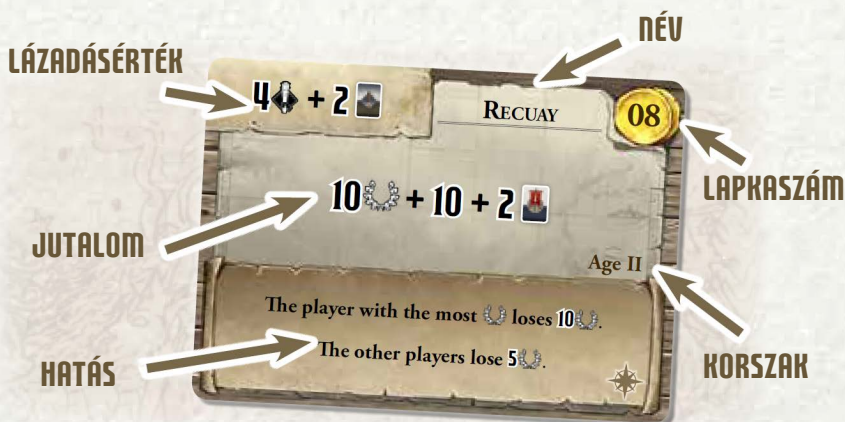 NÉV
LÁZADÁSÉRTÉK
4 + 2
RECUAY
08
LAPKASZÁM
10 + 10 + 2
JUTALOM
Age II
The player with the most loses 10.
The other players lose 5.
HATÁS
KORSZAK